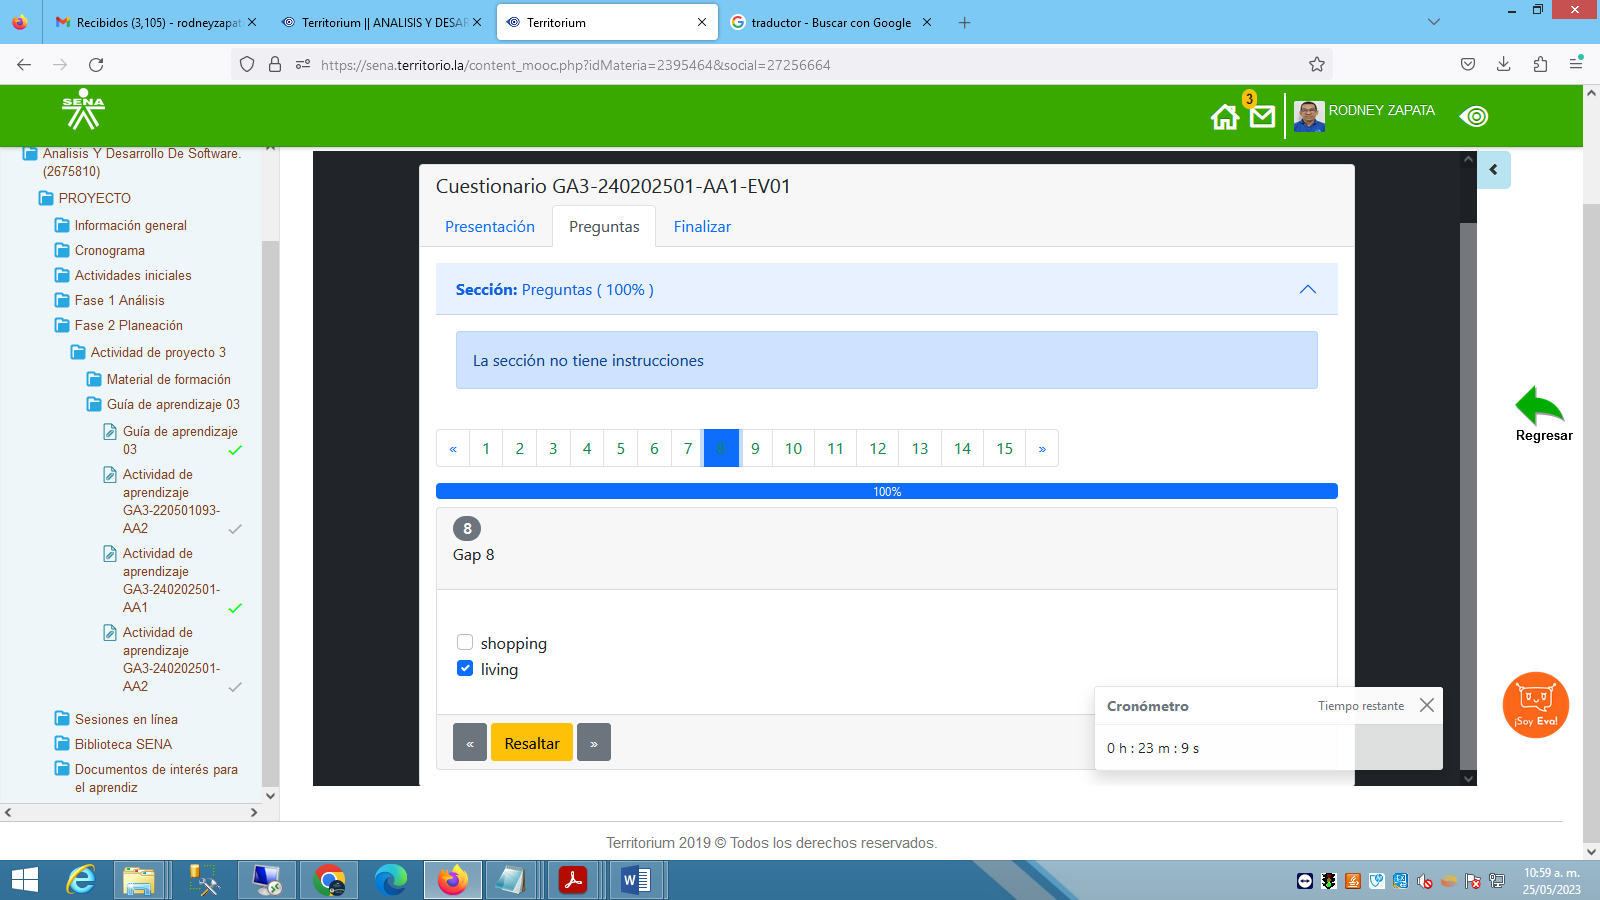 Recibidos (3,105) - rodneyzapat
Territorium || ANALISIS Y DESAR
Territorium
traductor - Buscar con Google
https://sena.territorio.la/content_mooc.php?idMateria=2395464&social=27256664
SENA
3
RODNEY ZAPATA
Analisis Y Desarrollo De Software.
(2675810)
PROYECTO
Información general
Cronograma
Actividades iniciales
Fase 1 Análisis
Fase 2 Planeación
Actividad de proyecto 3
Material de formación
Guía de aprendizaje 03
Guía de aprendizaje
03
Actividad de
aprendizaje
GA3-220501093-
AA2
Actividad de
aprendizaje
GA3-240202501-
AA1
Actividad de
aprendizaje
GA3-240202501-
AA2
Sesiones en línea
Biblioteca SENA
Documentos de interés para
el aprendiz
Cuestionario GA3-240202501-AA1-EV01
Presentación Preguntas Finalizar
Sección: Preguntas ( 100% )
La sección no tiene instrucciones
« 1 2 3 4 5 6 7 8 9 10 11 12 13 14 15 »
100%
8
Gap 8
shopping
living
« Resaltar »
Cronómetro Tiempo restante
0 h : 23 m : 9 s
Regresar
¡Soy Eva!
Territorium 2019 © Todos los derechos reservados.
10:59 a. m.
25/05/2023